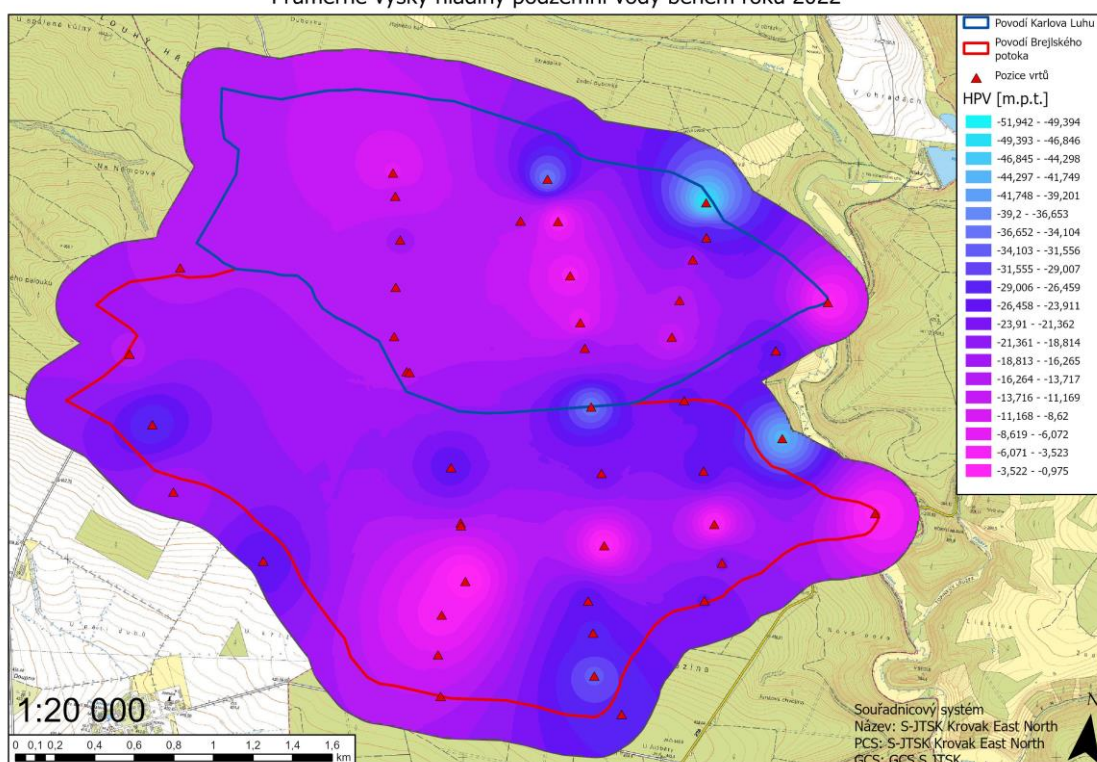 Průměrné výšky hladiny podzemní vody během roku 2022
Povodí Karlova Luhu
Povodí Brejlského
potoka
Pozice vrtů
HPV [m.p.t.]
-51,942 - -49,394
-49,393 - -46,846
-46,845 - -44,298
-44,297 - -41,749
-41,748 - -39,201
-39,2 - -36,653
-36,652 - -34,104
-34,103 - -31,556
-31,555 - -29,007
-29,006 - -26,459
-26,458 - -23,911
-23,91 - -21,362
-21,361 - -18,814
-18,813 - -16,265
-16,264 - -13,717
-13,716 - -11,169
-11,168 - -8,62
-8,619 - -6,072
-6,071 - -3,523
-3,522 - -0,975
V ohradách
Na Němcově
1:20 000
0 0,1 0,2 0,4 0,6 0,8 1 1,2 1,4 1,6
km
Souřadnicový systém
Název: S-JTSK Krovak East North
PCS: S-JTSK Krovak East North
GCS: GCS S JTSK
N